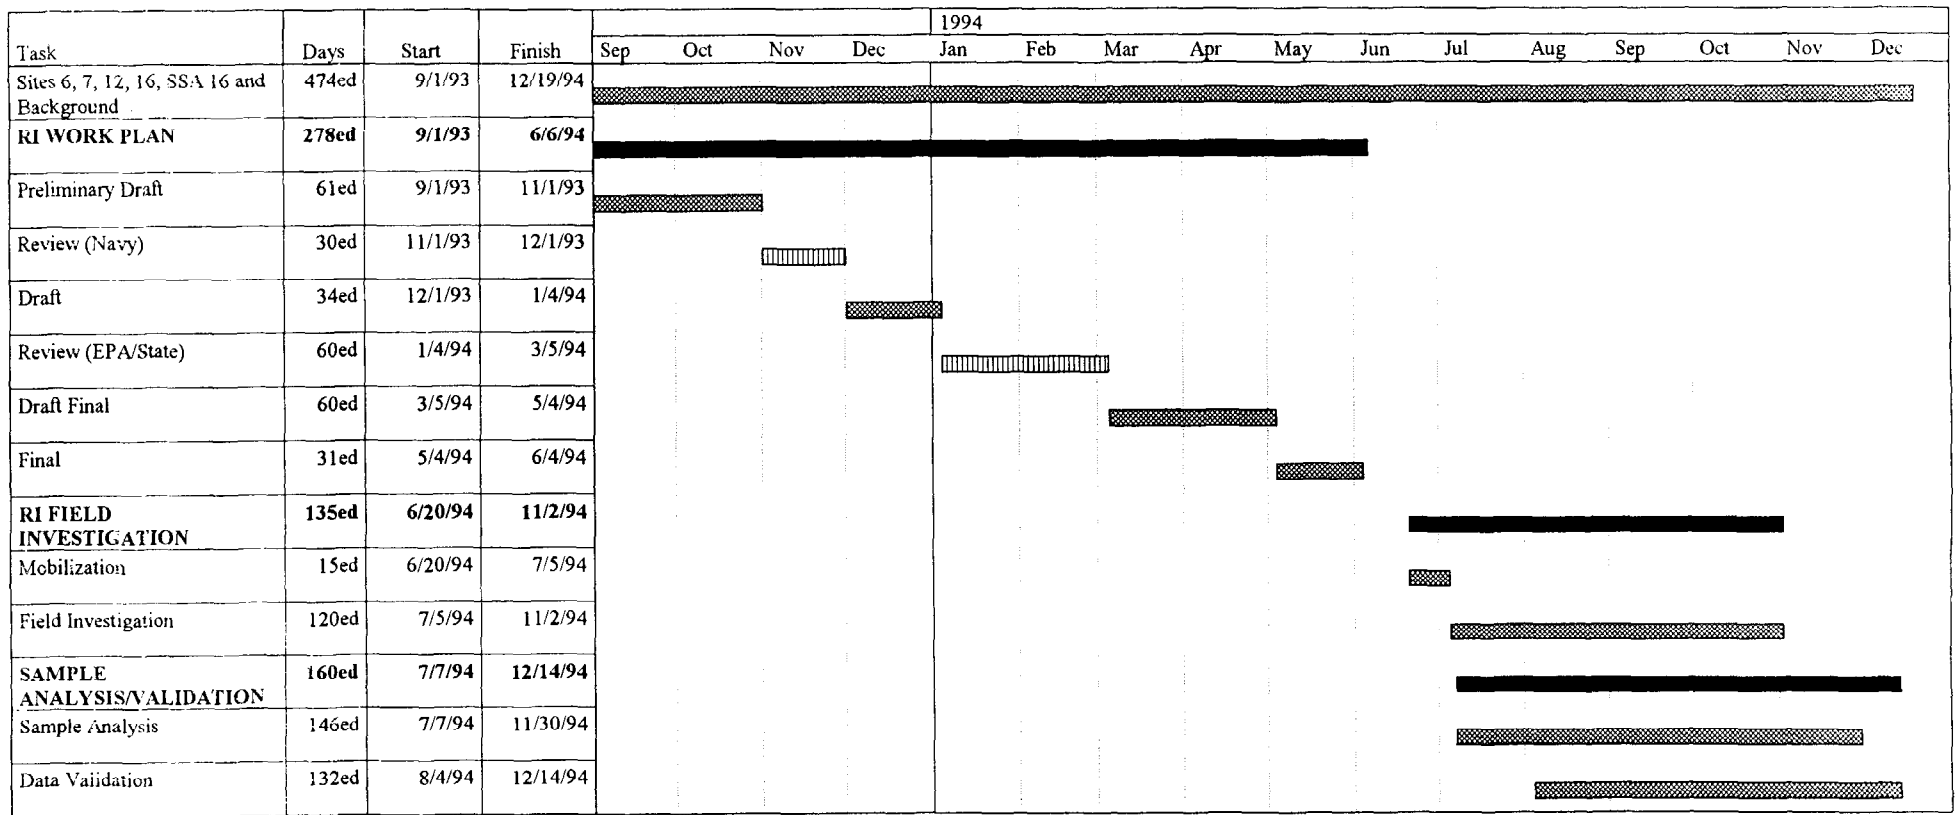 1994
Task Days Start Finish Sep Oct Nov Dec Jan Feb Mar Apr May Jun Jul Aug Sep Oct Nov Dec
Sites 6, 7, 12, 16, SSA 16 and 474ed 9/1/93 12/19/94
Background
RI WORK PLAN 278ed 9/1/93 6/6/94
Preliminary Draft 61ed 9/1/93 11/1/93
Review (Navy) 30ed 11/1/93 12/1/93
Draft 34ed 12/1/93 1/4/94
Review (EPA/State) 60ed 1/4/94 3/5/94
Draft Final 60ed 3/5/94 5/4/94
Final 31ed 5/4/94 6/4/94
RI FIELD 135ed 6/20/94 11/2/94
INVESTIGATION
Mobilization 15ed 6/20/94 7/5/94
Field Investigation 120ed 7/5/94 11/2/94
SAMPLE 160ed 7/7/94 12/14/94
ANALYSIS/VALIDATION
Sample Analysis 146ed 7/7/94 11/30/94
Data Validation 132ed 8/4/94 12/14/94